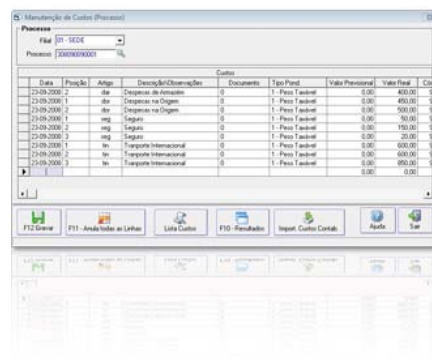 6 - Manutenção de Custos (Processo)
Processo
Filial 01 - SEDE
Processo
Custos
Data Posição Artigo Descrição\Observações Documento Tipo Pond. Valor Previsional Valor Real
23-09-2008 2 dar Despesas de Armazém 0 1 - Peso Taxável 0,00 400,00
23-09-2008 1 dor Despesas na Origem 0 1 - Peso Taxável 0,00 450,00
23-09-2008 2 dor Despesas na Origem 0 1 - Peso Taxável 0,00 500,00
23-09-2008 1 seg Seguro 0 1 - Peso Taxável 0,00 50,00
23-09-2008 2 seg Seguro 0 1 - Peso Taxável 0,00 150,00
23-09-2008 3 seg Seguro 0 1 - Peso Taxável 0,00 20,00
23-09-2008 1 tin Tranporte Internacional 0 1 - Peso Taxável 0,00 600,00
23-09-2008 2 tin Tranporte Internacional 0 1 - Peso Taxável 0,00 600,00
23-09-2008 3 tin Tranporte Internacional 0 1 - Peso Taxável 0,00 850,00
0,00 0,00
F12 Gravar F11 - Anula todas as Linhas Lista Custos F10 - Resultados Import. Custos Contab. Ajuda Sair